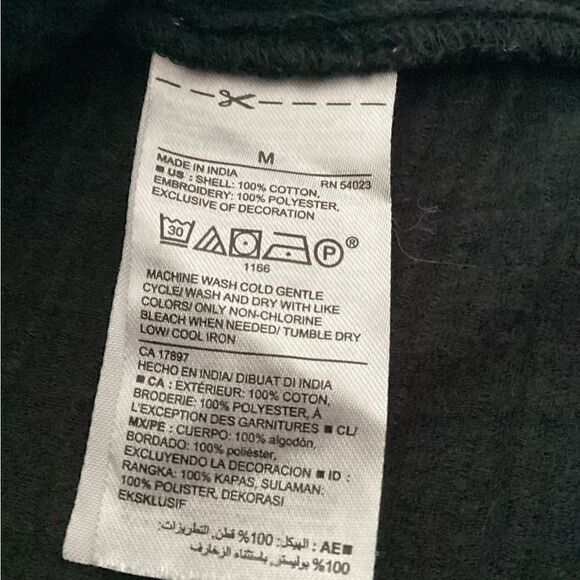 M
MADE IN INDIA RN 54023
■ US : SHELL: 100% COTTON,
EMBROIDERY: 100% POLYESTER,
EXCLUSIVE OF DECORATION
30 P ®
1166
MACHINE WASH COLD GENTLE
CYCLE/ WASH AND DRY WITH LIKE
COLORS/ ONLY NON-CHLORINE
BLEACH WHEN NEEDED/ TUMBLE DRY
LOW/ COOL IRON
CA 17897
HECHO EN INDIA/ DIBUAT DI INDIA
■ CA : EXTÉRIEUR: 100% COTON,
BRODERIE: 100% POLYESTER, À
L'EXCEPTION DES GARNITURES ■ CL/
MX/PE : CUERPO: 100% algodón,
BORDADO: 100% poliéster,
EXCLUYENDO LA DECORACION ■ ID :
RANGKA: 100% KAPAS, SULAMAN:
100% POLISTER, DEKORASI
EKSKLUSIF
■AE : الهيكل: 100% قطن, التطريزات:
100% بوليستر, باستثناء الزخارف